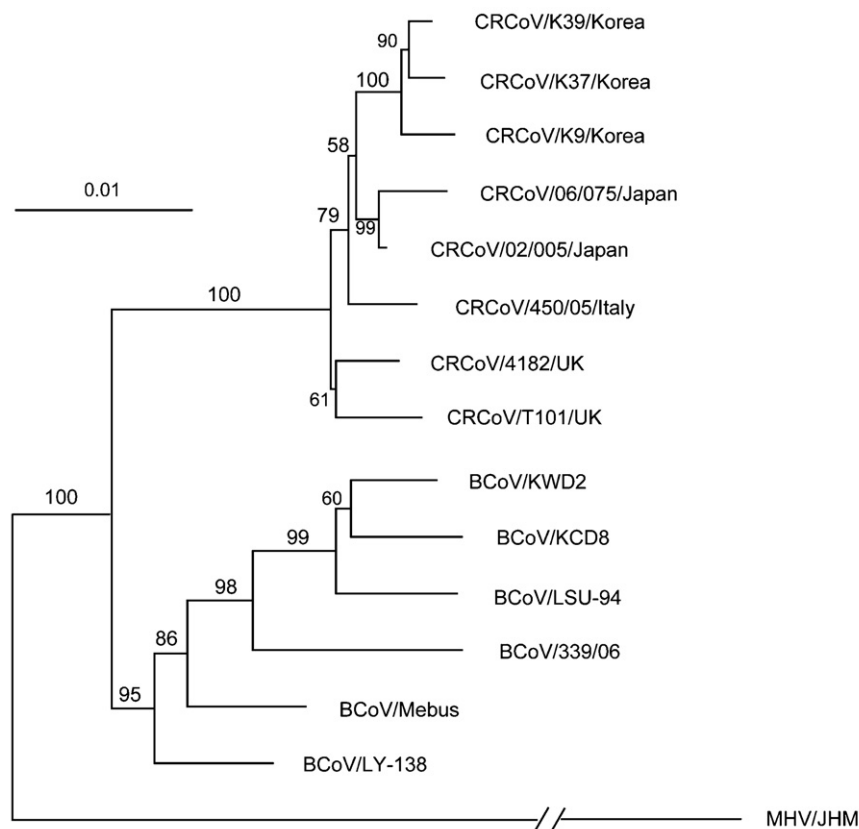 CRCoV/K39/Korea
90
100
CRCoV/K37/Korea
CRCoV/K9/Korea
58
0.01
CRCoV/06/075/Japan
79
99
CRCoV/02/005/Japan
100
CRCoV/450/05/Italy
CRCoV/4182/UK
61
CRCoV/T101/UK
BCoV/KWD2
60
100
99
BCoV/KCD8
98
BCoV/LSU-94
86
BCoV/339/06
95
BCoV/Mebus
BCoV/LY-138
MHV/JHM